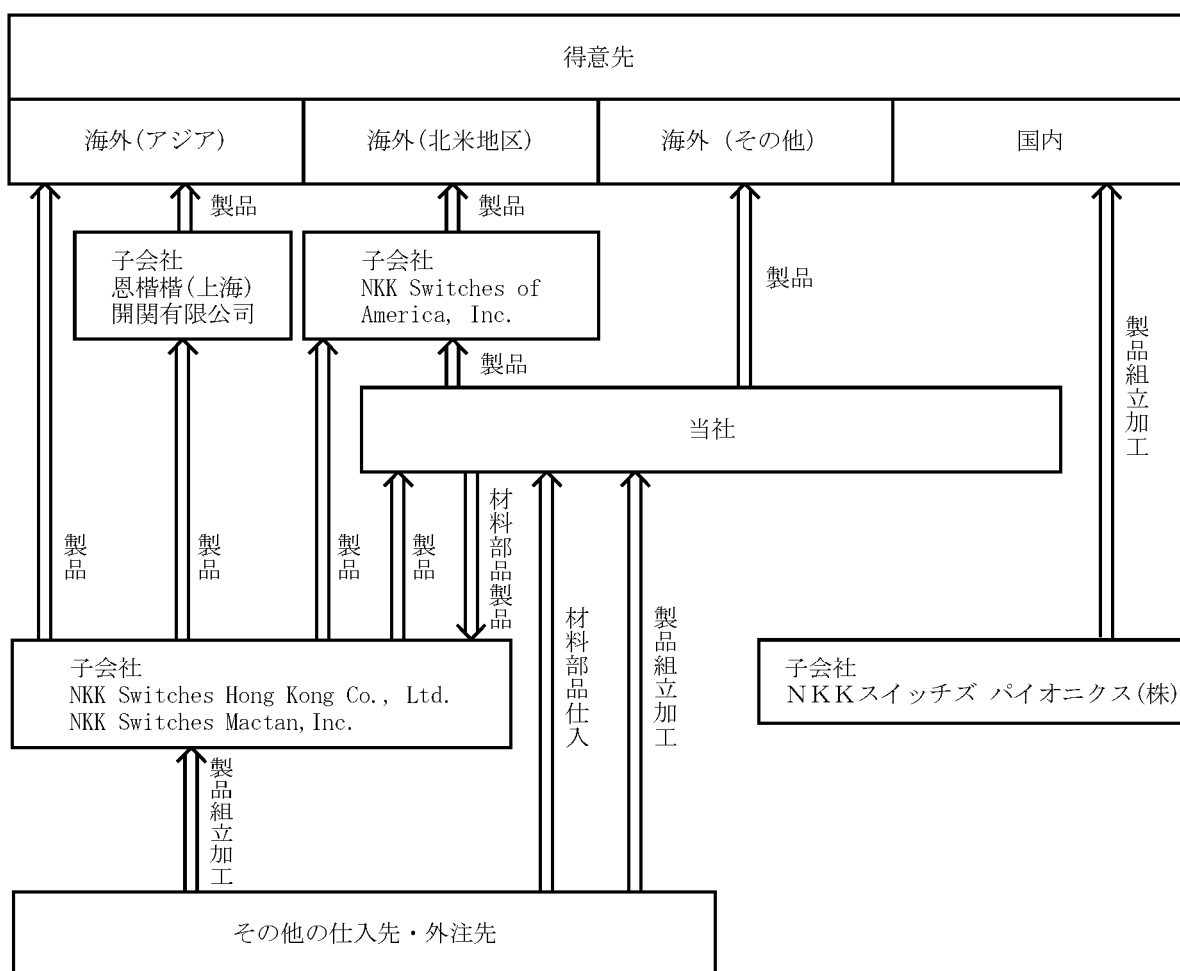 得意先
海外(アジア)
海外(北米地区)
海外 (その他)
国内
製品
製品
子会社
恩楷楷(上海)
開関有限公司
子会社
NKK Switches of
America, Inc.
製品
製品組立加工
製品
当社
製品
製品
製品
製品
材料部品製品
材料部品仕入
製品組立加工
子会社
NKK Switches Hong Kong Co., Ltd.
NKK Switches Mactan,Inc.
子会社
NKKスイッチズ パイオニクス(株)
製品組立加工
その他の仕入先・外注先